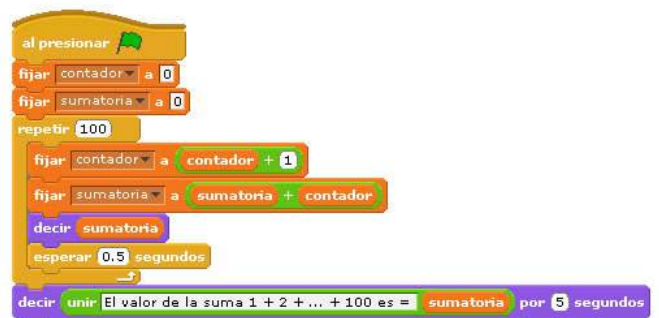 al presionar
fijar contador a 0
fijar sumatoria a 0
repetir 100
fijar contador a contador + 1
fijar sumatoria a sumatoria + contador
decir sumatoria
esperar 0.5 segundos
decir unir El valor de la suma 1 + 2 + ... + 100 es = sumatoria por 5 segundos